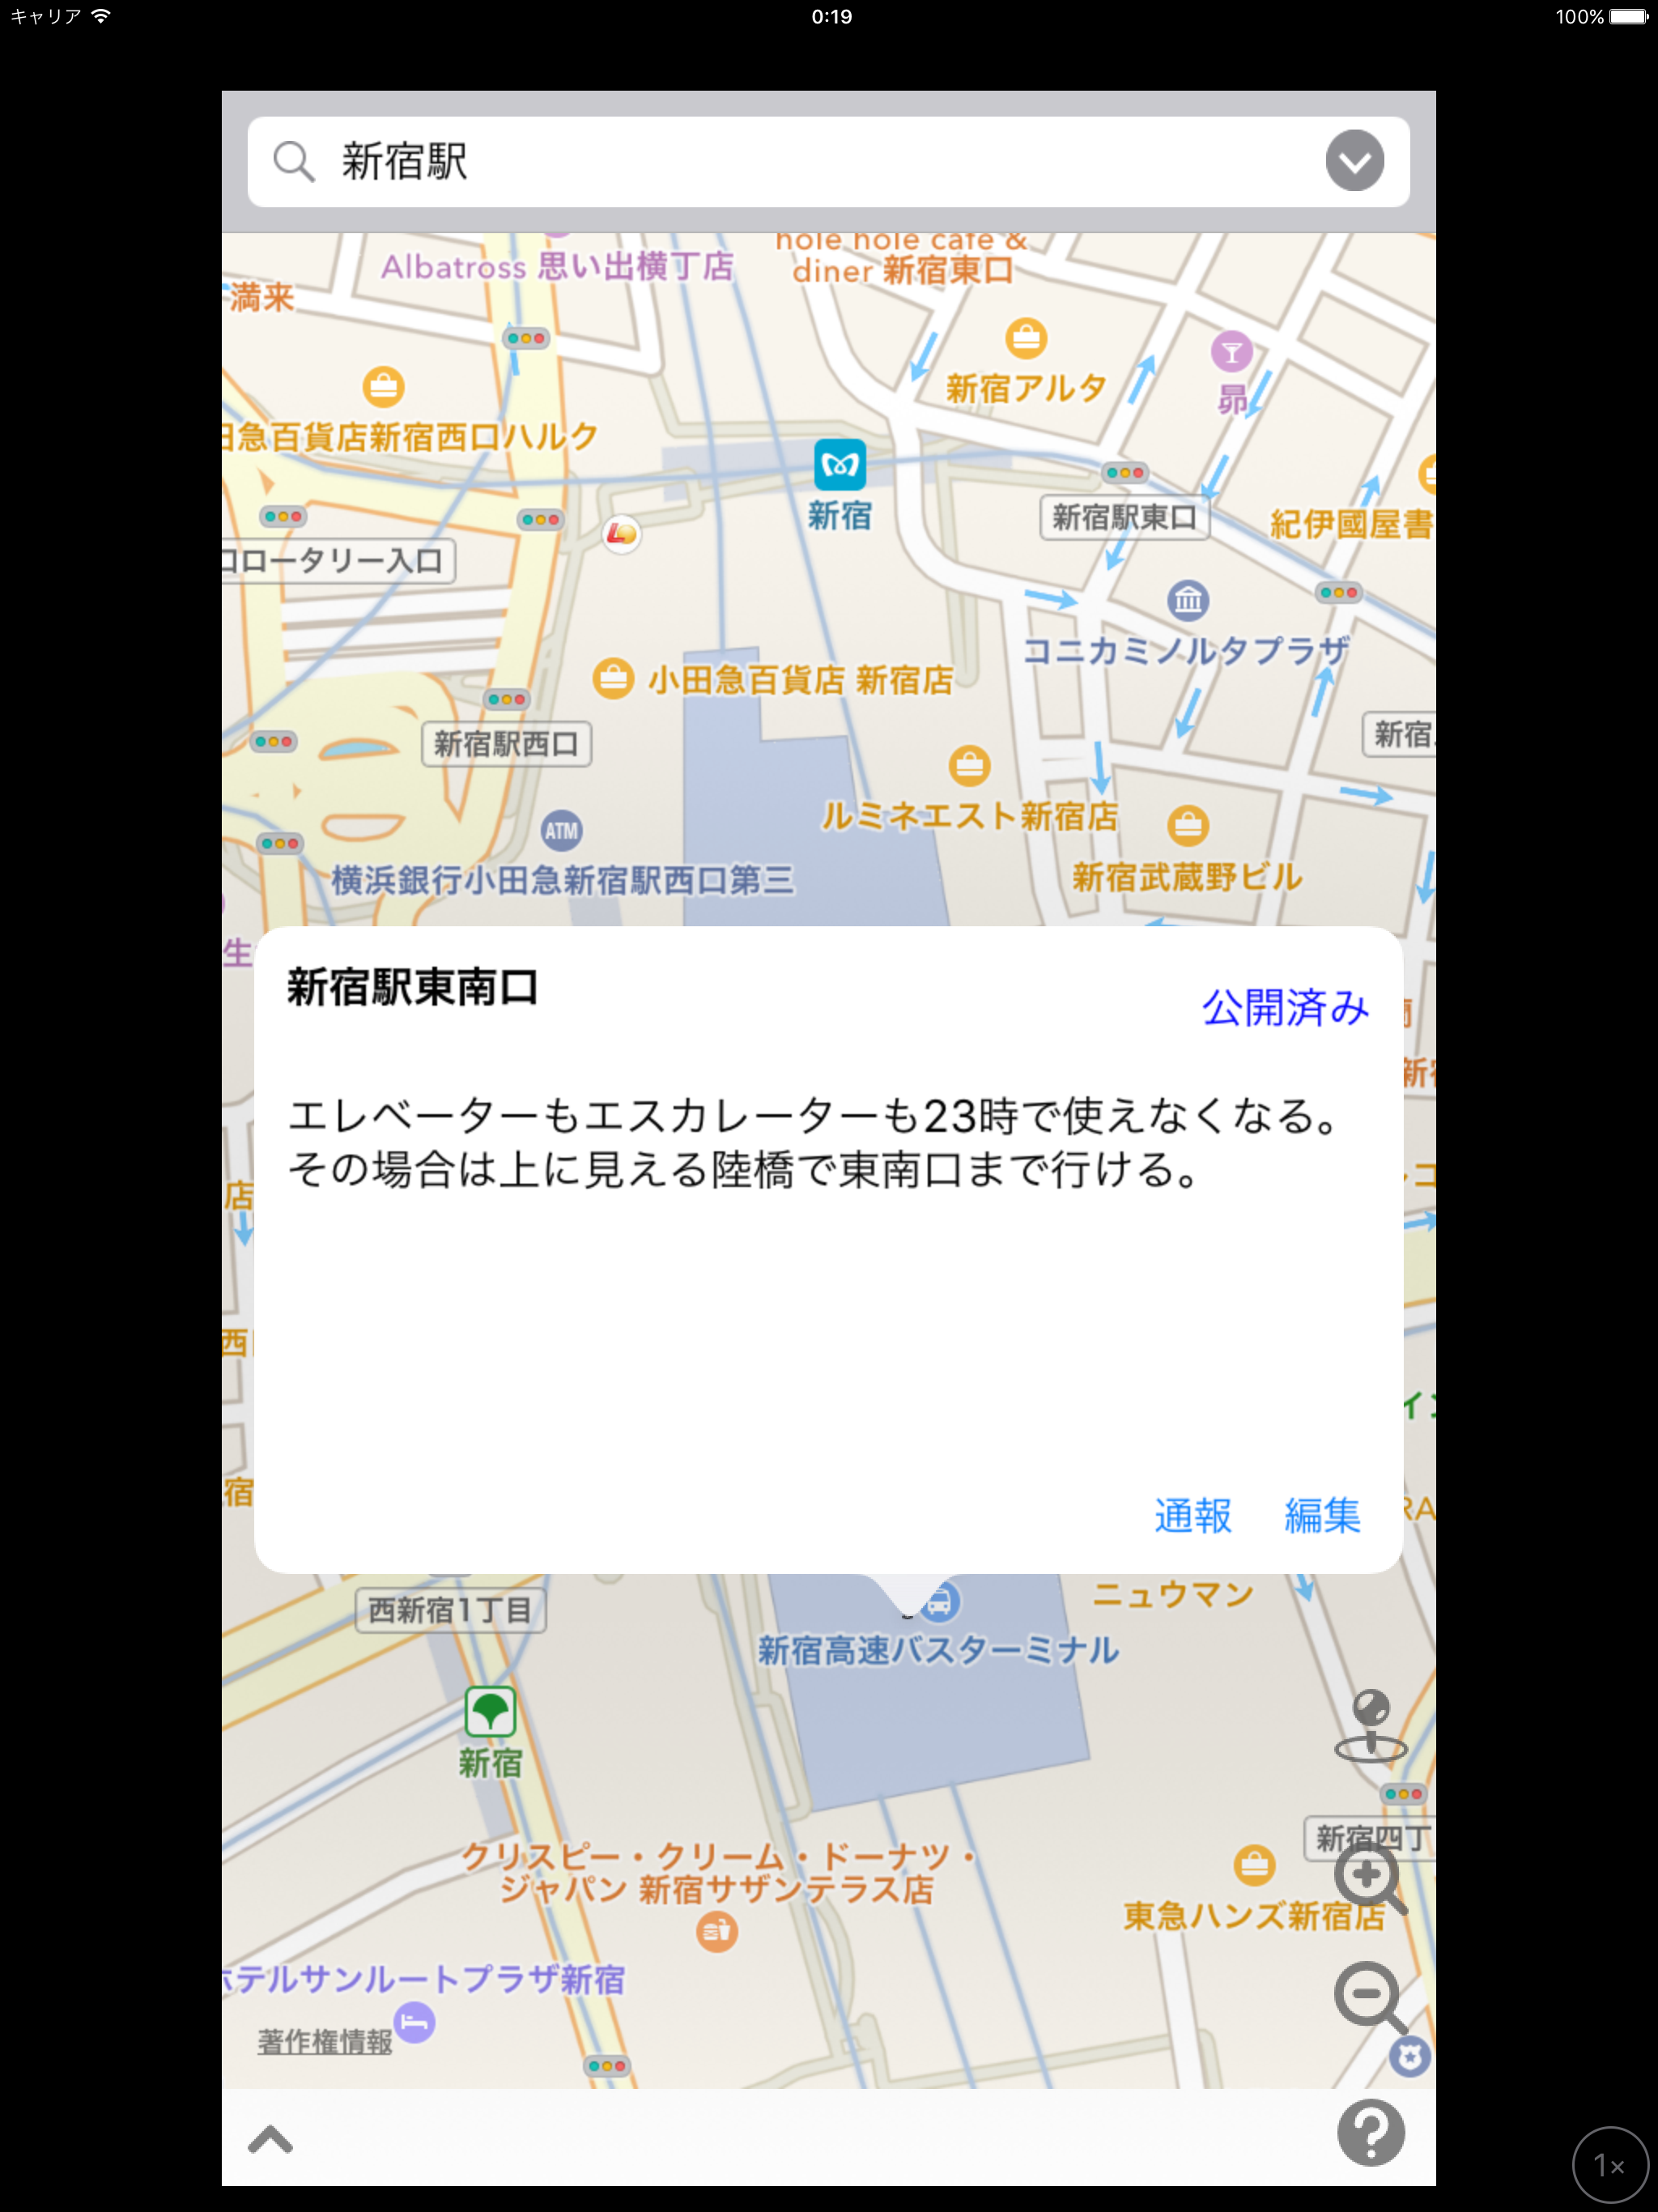 キャリア
0:19
100%
新宿駅
hole hole cafe &
diner 新宿東口
Albatross 思い出横丁店
満来
新宿アルタ
昴
田急百貨店新宿西口ハルク
新宿
新宿駅東口
紀伊國屋書
口ロータリー入口
コニカミノルタプラザ
小田急百貨店 新宿店
新宿駅西口
新宿
ルミネエスト新宿店
ATM
横浜銀行小田急新宿駅西口第三
新宿武蔵野ビル
生
新宿駅東南口
公開済み
エレベーターもエスカレーターも23時で使えなくなる。
その場合は上に見える陸橋で東南口まで行ける。
店
コ
西
イン
宿
RA
通報 編集
西新宿1丁目
ニュウマン
新宿高速バスターミナル
新宿
新宿四丁
クリスピー・クリーム・ドーナツ・
ジャパン 新宿サザンテラス店
東急ハンズ新宿店
ホテルサンルートプラザ新宿
著作権情報
?
1×